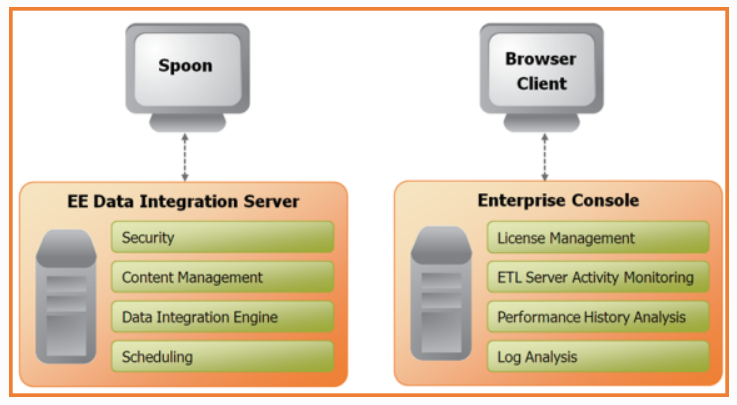 Spoon
Browser
Client
EE Data Integration Server
Security
Content Management
Data Integration Engine
Scheduling
Enterprise Console
License Management
ETL Server Activity Monitoring
Performance History Analysis
Log Analysis